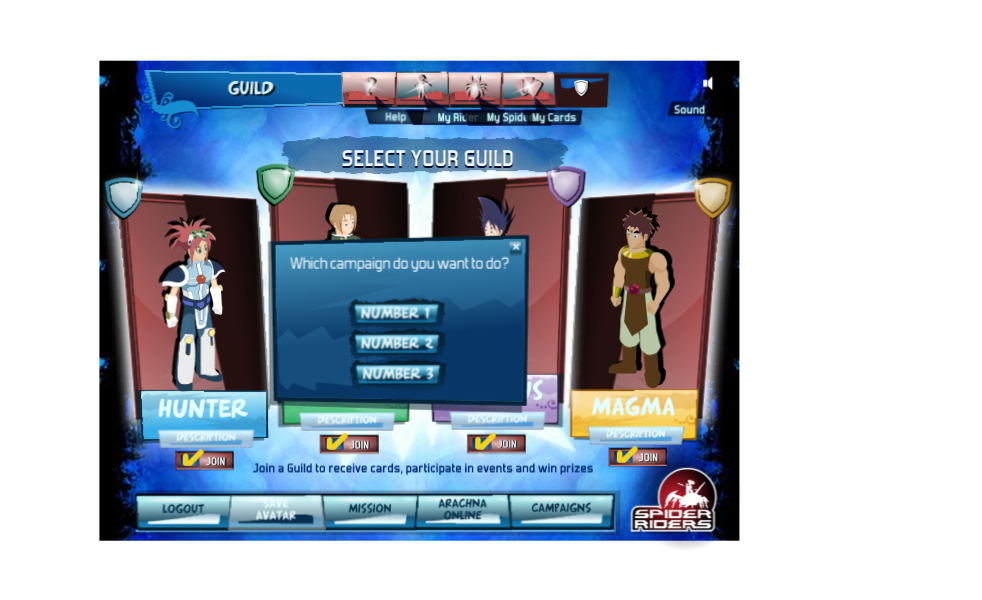 GUILD
Sound
Help
My
My
My Cards
SELECT YOUR GUILD
Which campaign do you want to do?
NUMBER 1
NUMBER 2
NUMBER 3
HUNTER
MAGMA
DESCRIPTION
DESCRIPTION
DESCRIPTION
DESCRIPTION
JOIN
JOIN
JOIN
JOIN
Join a Guild to receive cards, participate in events and win prizes
LOGOUT
SAVE
AVATAR
MISSION
ARACHNA
ONLINE
CAMPAIGNS
SPIDER
RIDERS